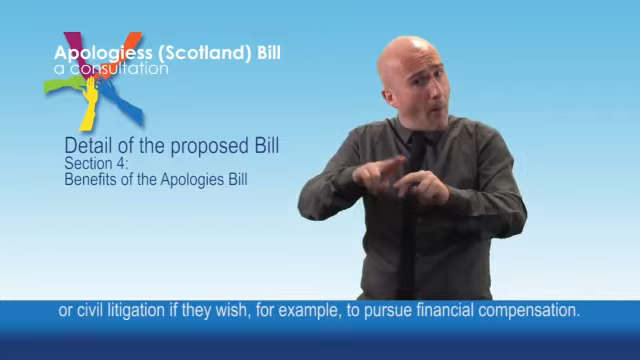 Apologiess (Scotland) Bill
a consultation
Detail of the proposed Bill
Section 4:
Benefits of the Apologies Bill
or civil litigation if they wish, for example, to pursue financial compensation.